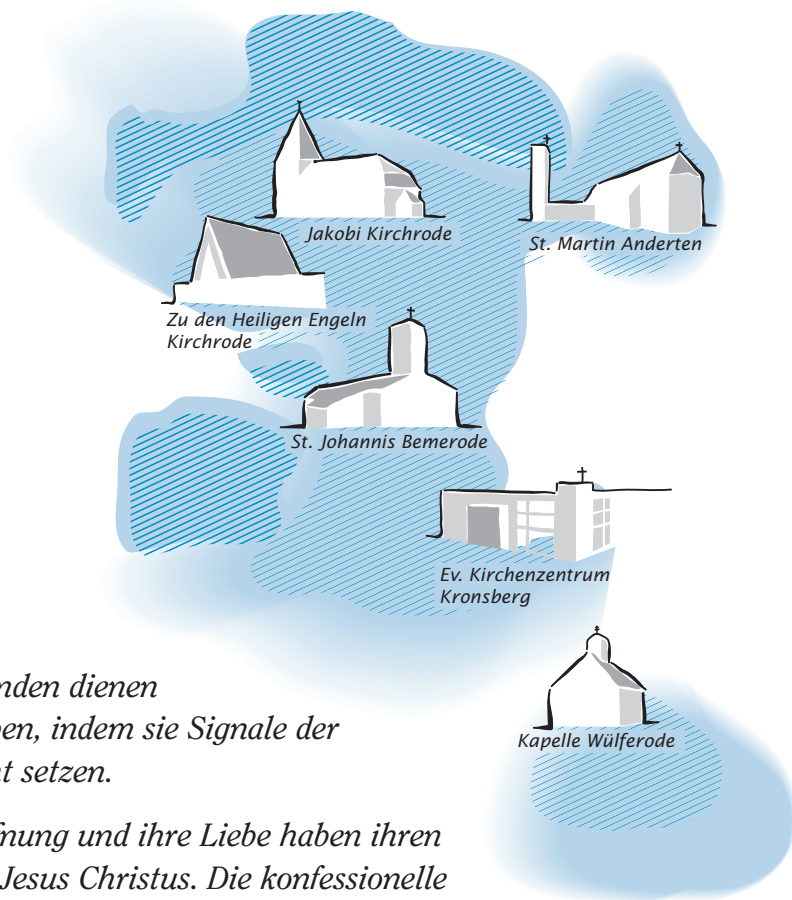 Jakobi Kirchrode
St. Martin Anderten
Zu den Heiligen Engeln
Kirchrode
St. Johannis Bemerode
Ev. Kirchenzentrum
Kronsberg
Kapelle Wülferode
nden dienen
en, indem sie Signale der
t setzen.
fnung und ihre Liebe haben ihren
Jesus Christus. Die konfessionelle